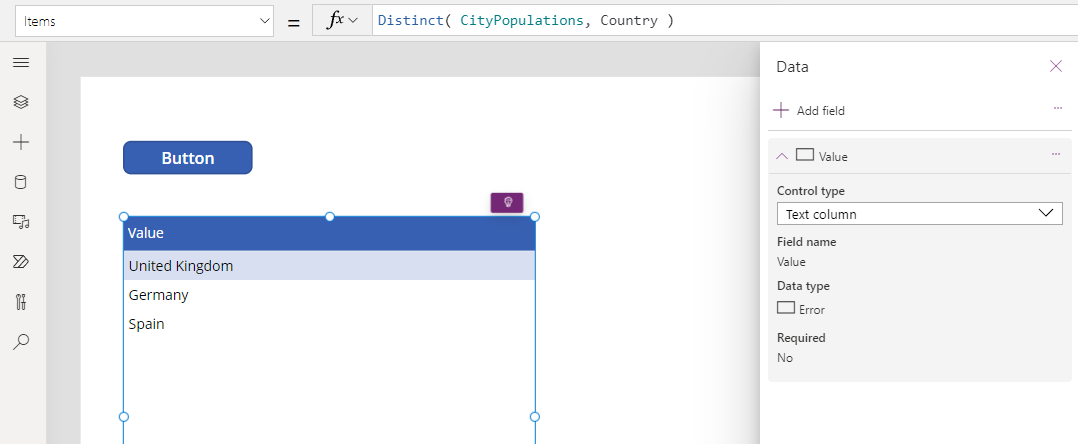 Items
=
fx
Distinct( CityPopulations, Country )
Data
Add field
...
Button
Value
...
Control type
Text column
Value
United Kingdom
Germany
Spain
Field name
Value
Data type
Error
Required
No